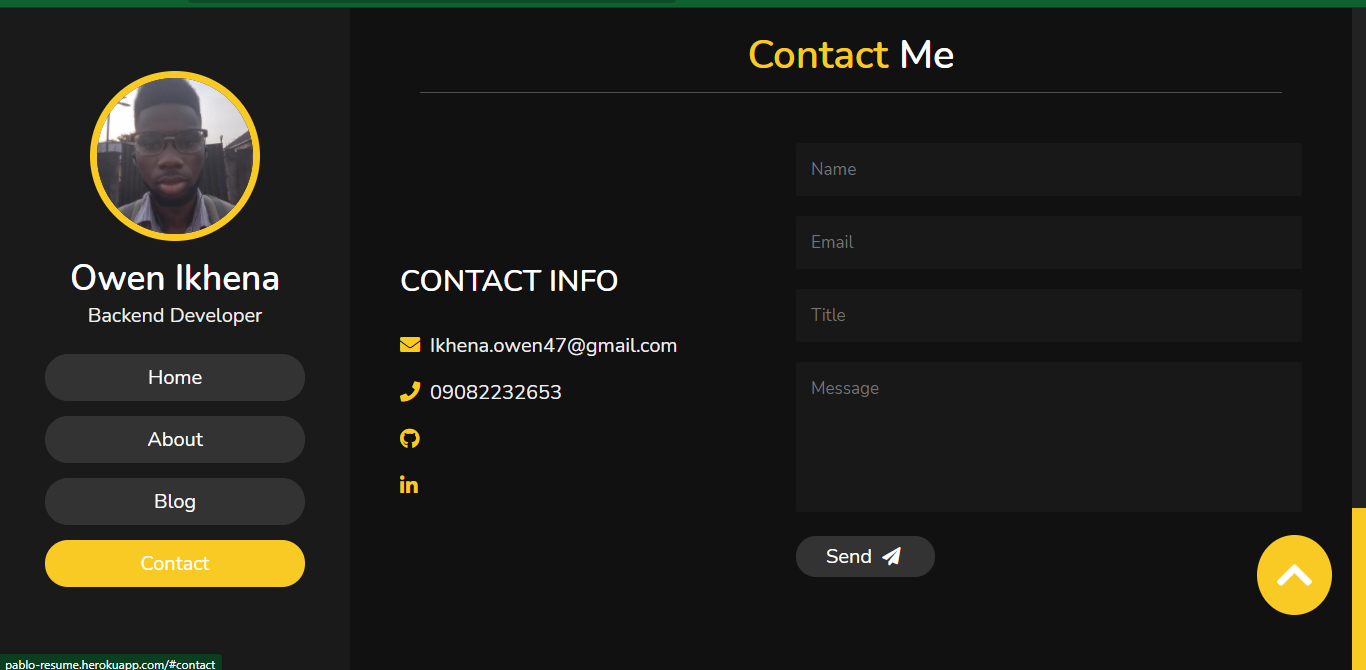 Owen Ikhena
Backend Developer
Home
About
Blog
Contact
Contact Me
CONTACT INFO
Ikhena.owen47@gmail.com
09082232653
in
Name
Email
Title
Message
Send
pablo-resume.herokuapp.com/#contact